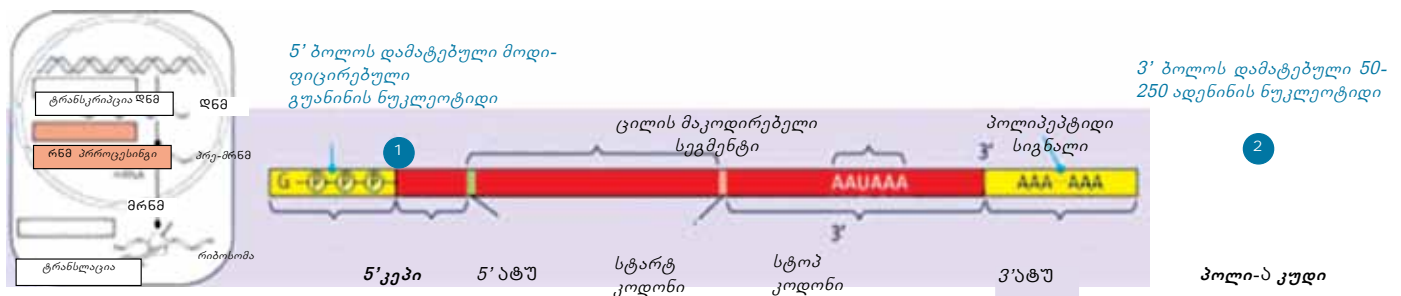 ტრანსკრიპცია დნმ
დნმ
რნმ პრროცესინგი
პრე-მრნმ
მრნმ
რიბოსომა
ტრანსლაცია
5’ ბოლოს დამატებული მოდი-
ფიცირებული
გუანინის ნუკლეოტიდი
1
ცილის მაკოდირებელი
სეგმენტი
პოლიპეპტიდი
სიგნალი
3’ ბოლოს დამატებული 50-
250 ადენინის ნუკლეოტიდი
2
3’
G P P P
AAUAAA
AAA AAA
3’
5’კეპი
5’ ატუ
სტარტ
კოდონი
სტოპ
კოდონი
3’ატუ
პოლი-ა კუდი